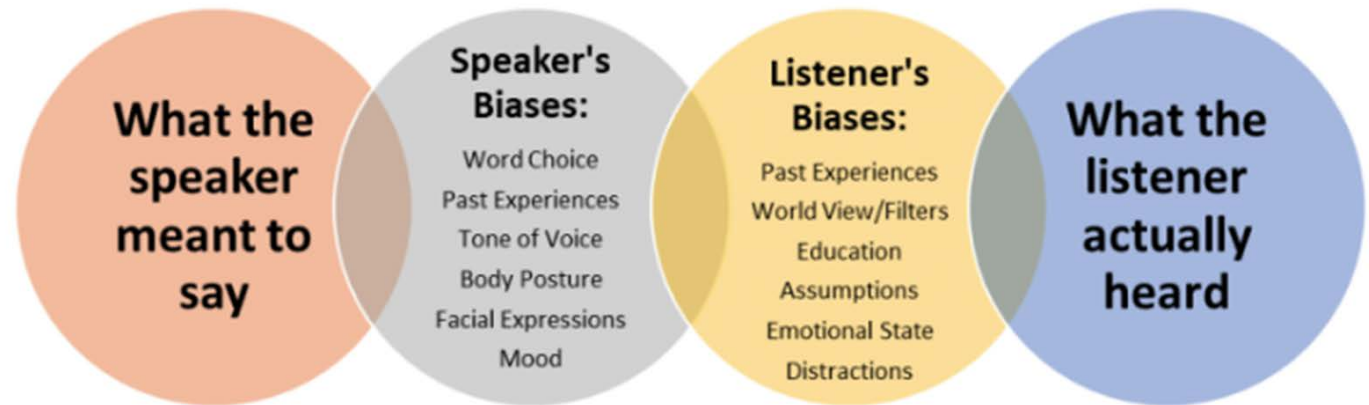 What the
speaker
meant to
say
Speaker's
Biases:
Word Choice
Past Experiences
Tone of Voice
Body Posture
Facial Expressions
Mood
Listener's
Biases:
Past Experiences
World View/Filters
Education
Assumptions
Emotional State
Distractions
What the
listener
actually
heard